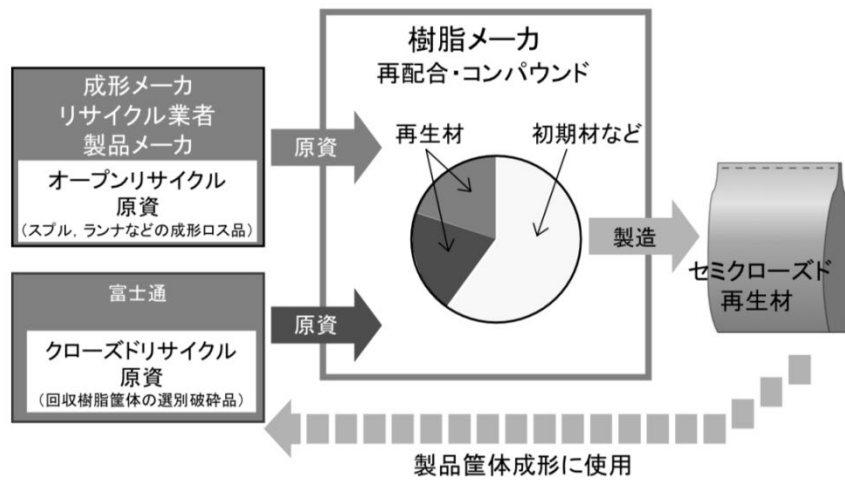 成形メーカ
リサイクル業者
製品メーカ
オープンリサイクル
原資
(スプル，ランナなどの成形ロス品)
原資
富士通
クローズドリサイクル
原資
(回収樹脂筐体の選別破砕品)
原資
樹脂メーカ
再配合・コンパウンド
再生材
初期材など
製造
セミクローズド
再生材
製品筐体成形に使用